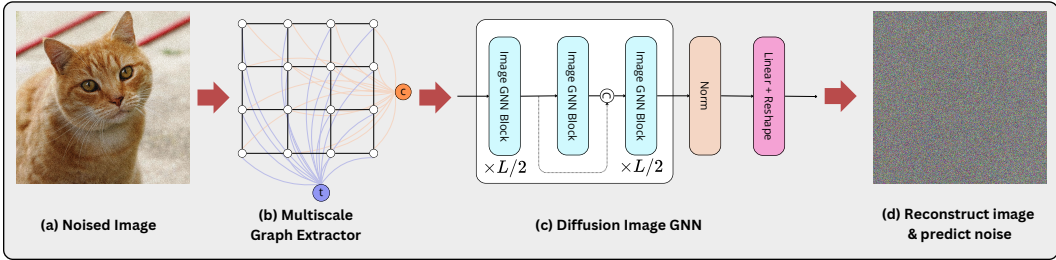 c
t
Image GNN Block
Image GNN Block
Image GNN Block
C
×L/2
×L/2
Norm
Linear + Reshape
(a) Noised Image
(b) Multiscale
Graph Extractor
(c) Diffusion Image GNN
(d) Reconstruct image
& predict noise